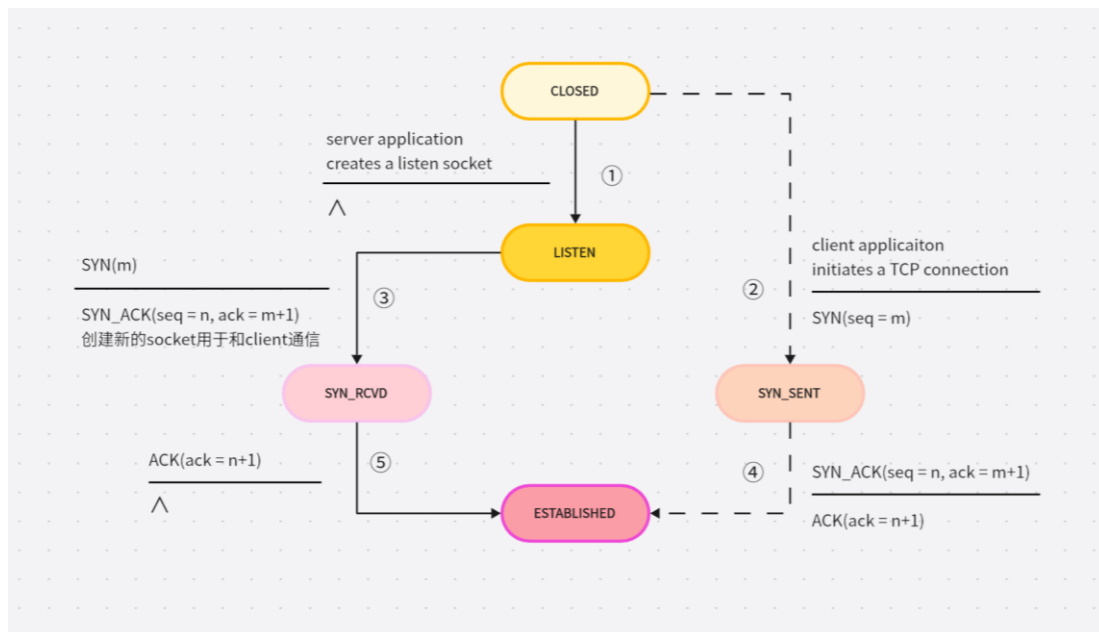 CLOSED
server application
creates a listen socket
①
∧
LISTEN
client applicaiton
initiates a TCP connection
②
SYN(seq = m)
SYN(m)
③
SYN_ACK(seq = n, ack = m+1)
创建新的socket用于和client通信
SYN_RCVD
SYN_SENT
ACK(ack = n+1)
⑤
∧
④
SYN_ACK(seq = n, ack = m+1)
ACK(ack = n+1)
ESTABLISHED